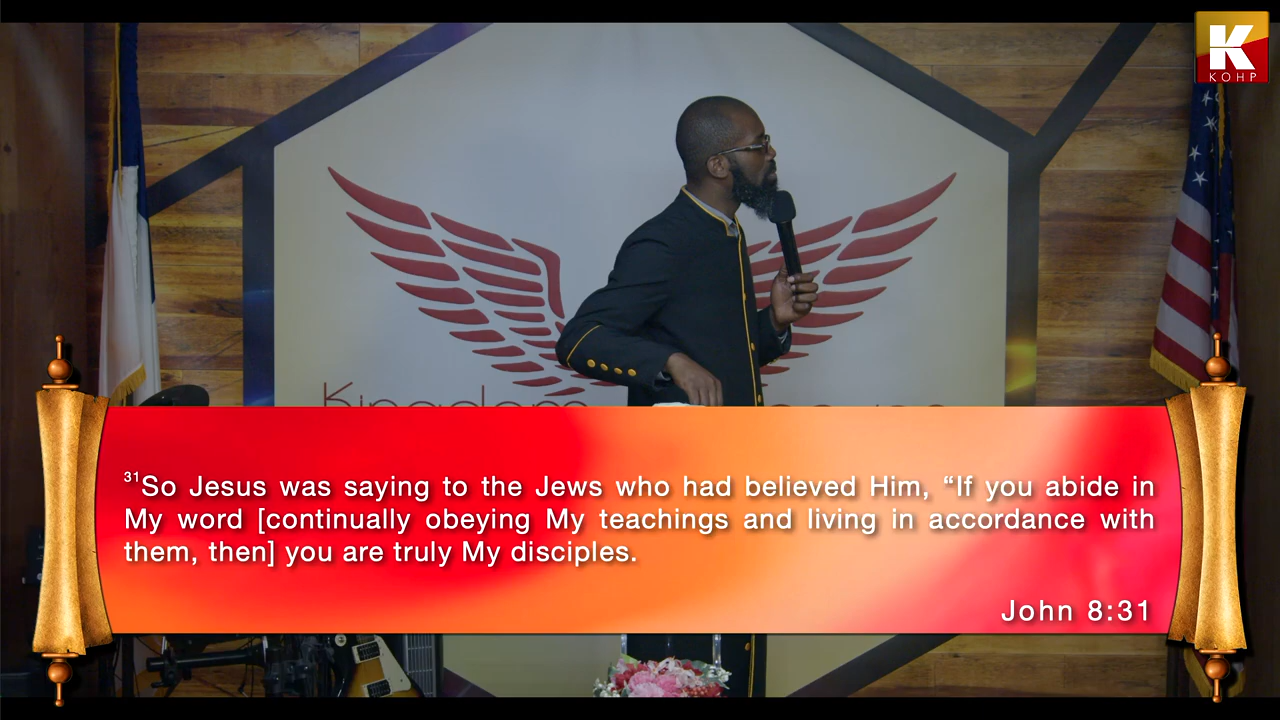 K
KOHP
Kingdom
³¹So Jesus was saying to the Jews who had believed Him, “If you abide in
My word [continually obeying My teachings and living in accordance with
them, then] you are truly My disciples.
John 8:31